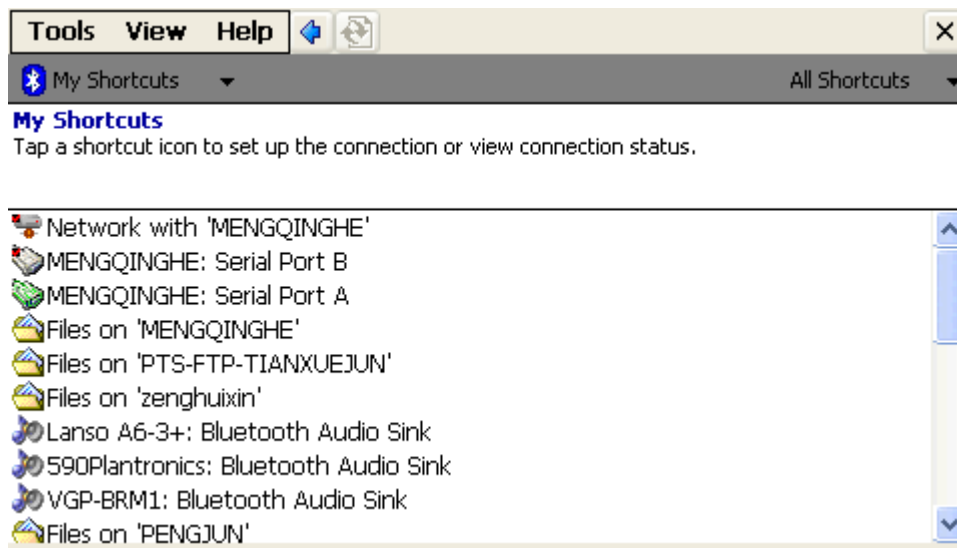 Tools View Help
My Shortcuts All Shortcuts
My Shortcuts
Tap a shortcut icon to set up the connection or view connection status.
Network with 'MENGQINGHE'
MENGQINGHE: Serial Port B
MENGQINGHE: Serial Port A
Files on 'MENGQINGHE'
Files on 'PTS-FTP-TIANXUEJUN'
Files on 'zenghuixin'
Lanso A6-3+: Bluetooth Audio Sink
590Plantronics: Bluetooth Audio Sink
VGP-BRM1: Bluetooth Audio Sink
Files on 'PENGJUN'